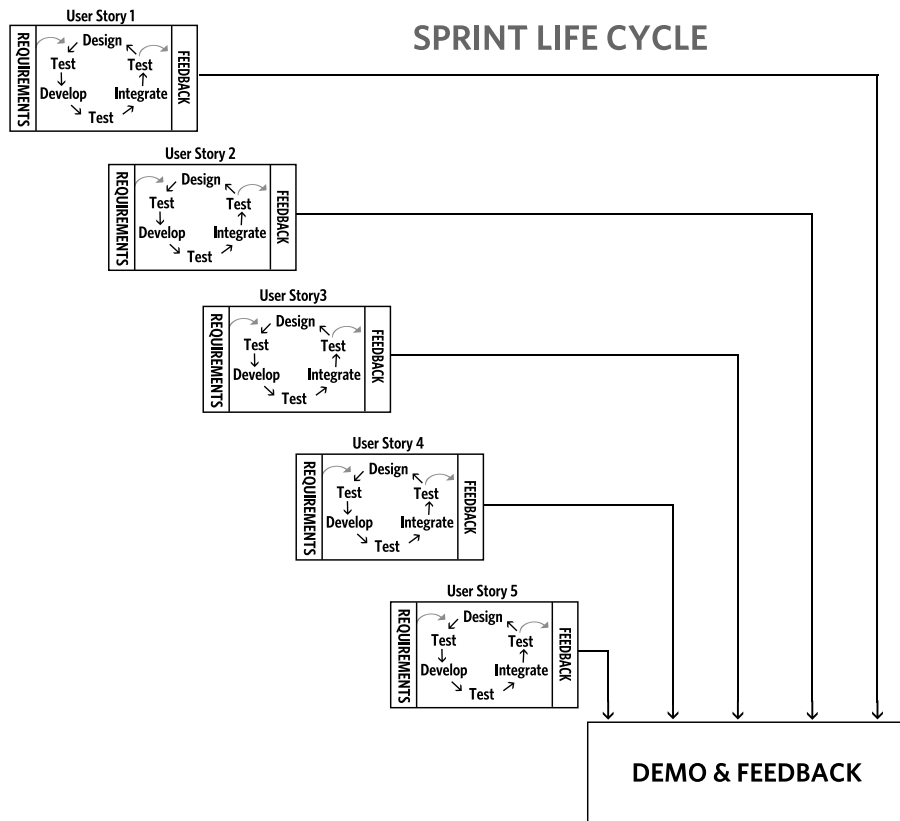 SPRINT LIFE CYCLE
User Story 1
REQUIREMENTS
Design
Test
Test
Develop
Integrate
Test
FEEDBACK
User Story 2
REQUIREMENTS
Design
Test
Test
Develop
Integrate
Test
FEEDBACK
User Story3
REQUIREMENTS
Design
Test
Test
Develop
Integrate
Test
FEEDBACK
User Story 4
REQUIREMENTS
Design
Test
Test
Develop
Integrate
Test
FEEDBACK
User Story 5
REQUIREMENTS
Design
Test
Test
Develop
Integrate
Test
FEEDBACK
DEMO & FEEDBACK